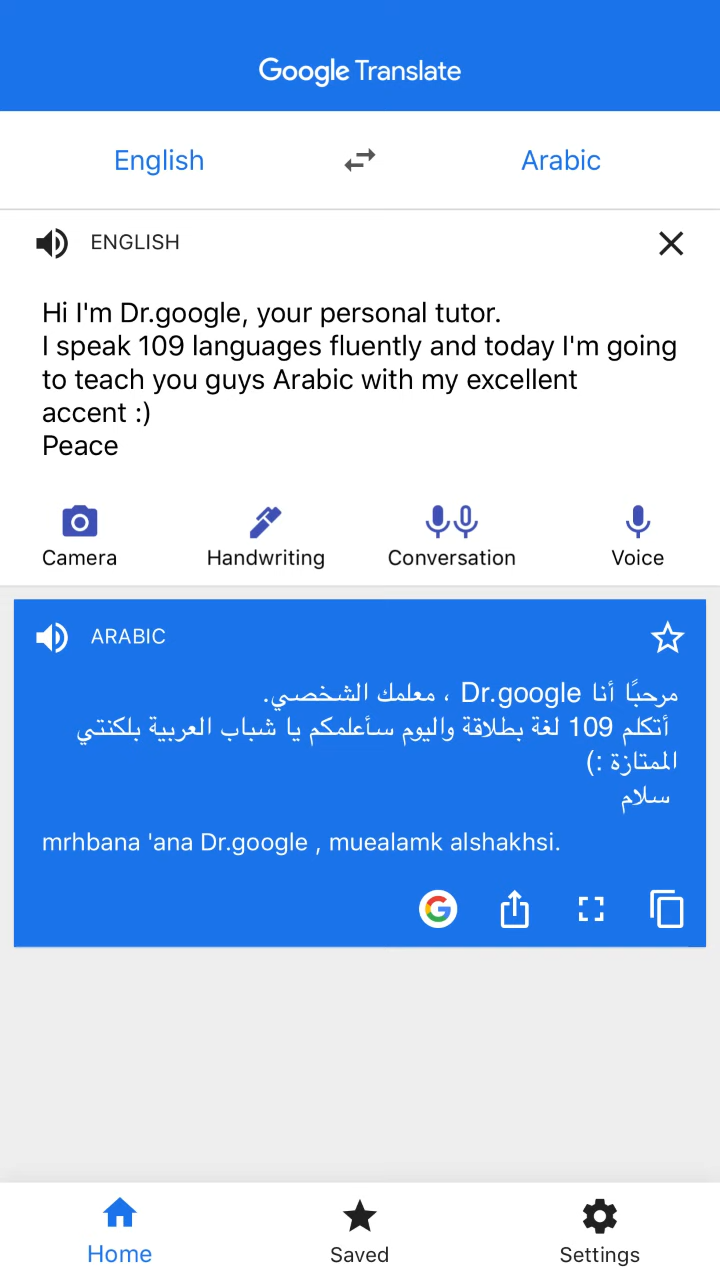 Google Translate
English
Arabic
ENGLISH
Hi I'm Dr.google, your personal tutor.
I speak 109 languages fluently and today I'm going
to teach you guys Arabic with my excellent
accent :)
Peace
Camera
Handwriting
Conversation
Voice
ARABIC
مرحبًا أنا Dr.google ، معلمك الشخصي.
أتكلم 109 لغة بطلاقة واليوم سأعلمكم يا شباب العربية بلكنتي
الممتازة :)
سلام
mrhbana 'ana Dr.google , muealamk alshakhsi.
G
Home
Saved
Settings